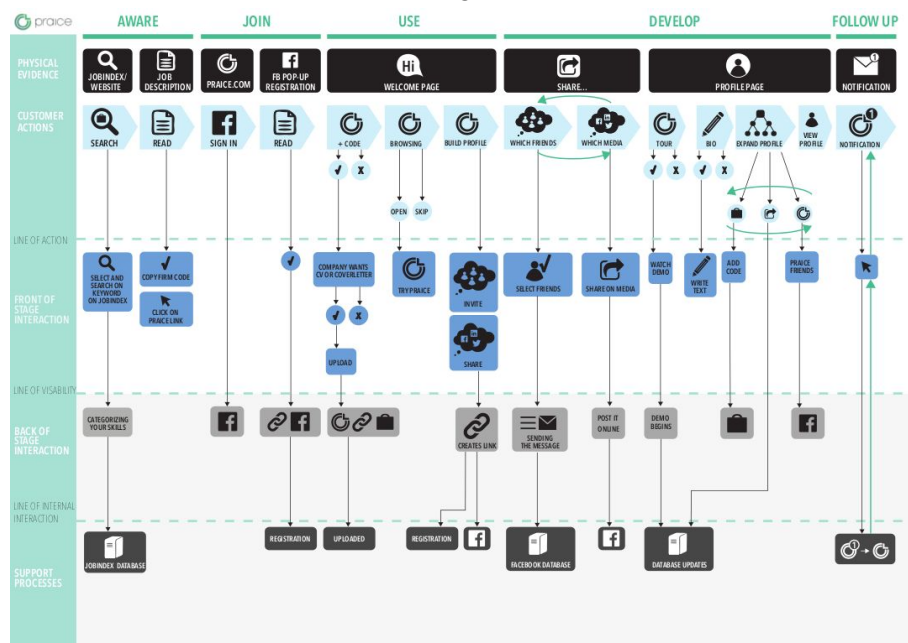 praice
AWARE
JOIN
USE
DEVELOP
FOLLOW UP
PHYSICAL
EVIDENCE
JOBINDEX/
WEBSITE
JOB
DESCRIPTION
PRAICE.COM
FB POP-UP
REGISTRATION
Hi
WELCOME PAGE
SHARE...
PROFILE PAGE
1
NOTIFICATION
CUSTOMER
ACTIONS
SEARCH
READ
SIGN IN
READ
+ CODE
BROWSING
BUILD PROFILE
WHICH FRIENDS
WHICH MEDIA
TOUR
BIO
EXPAND PROFILE
VIEW
PROFILE
1
NOTIFICATION
X
X
X
OPEN
SKIP
LINE OF ACTION
FRONT OF
STAGE
INTERACTION
SELECT AND
SEARCH ON
KEYWORD
ON JOBINDEX
COPY FIRM CODE
CLICK ON
PRAICE LINK
COMPANY WANTS
CV OR COVERLETTER
X
UPLOAD
TRY PRAICE
INVITE
SHARE
SELECT FRIENDS
SHARE ON MEDIA
WATCH
DEMO
WRITE
TEXT
ADD
CODE
PRAICE
FRIENDS
LINE OF VISABILITY
BACK OF
STAGE
INTERACTION
CATEGORIZING
YOUR SKILLS
CREATES LINK
SENDING
THE MESSAGE
POST IT
ONLINE
DEMO
BEGINS
LINE OF INTERNAL
INTERACTION
SUPPORT
PROCESSES
JOBINDEX DATABASE
REGISTRATION
UPLOADED
REGISTRATION
FACEBOOK DATABASE
DATABASE UPDATES
1